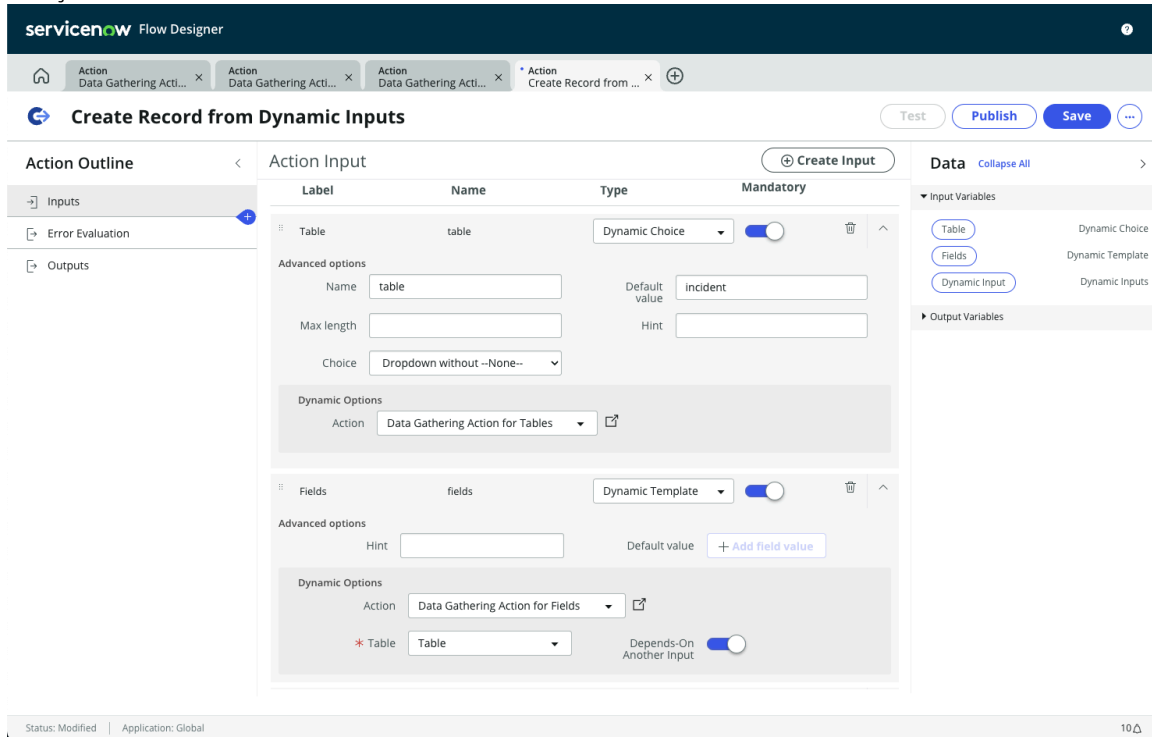 servicenow Flow Designer
Action
Data Gathering Acti...
Action
Data Gathering Acti...
Action
Data Gathering Acti...
* Action
Create Record from ...
Create Record from Dynamic Inputs
Test
Publish
Save
Action Outline
Inputs
Error Evaluation
Outputs
Action Input
Create Input
Label Name Type Mandatory
Table table Dynamic Choice
Advanced options
Name table
Default value incident
Max length
Hint
Choice Dropdown without --None--
Dynamic Options
Action Data Gathering Action for Tables
Fields fields Dynamic Template
Advanced options
Hint
Default value + Add field value
Dynamic Options
Action Data Gathering Action for Fields
* Table Table
Depends-On
Another Input
Data Collapse All
Input Variables
Table Dynamic Choice
Fields Dynamic Template
Dynamic Input Dynamic Inputs
Output Variables
Status: Modified | Application: Global
10